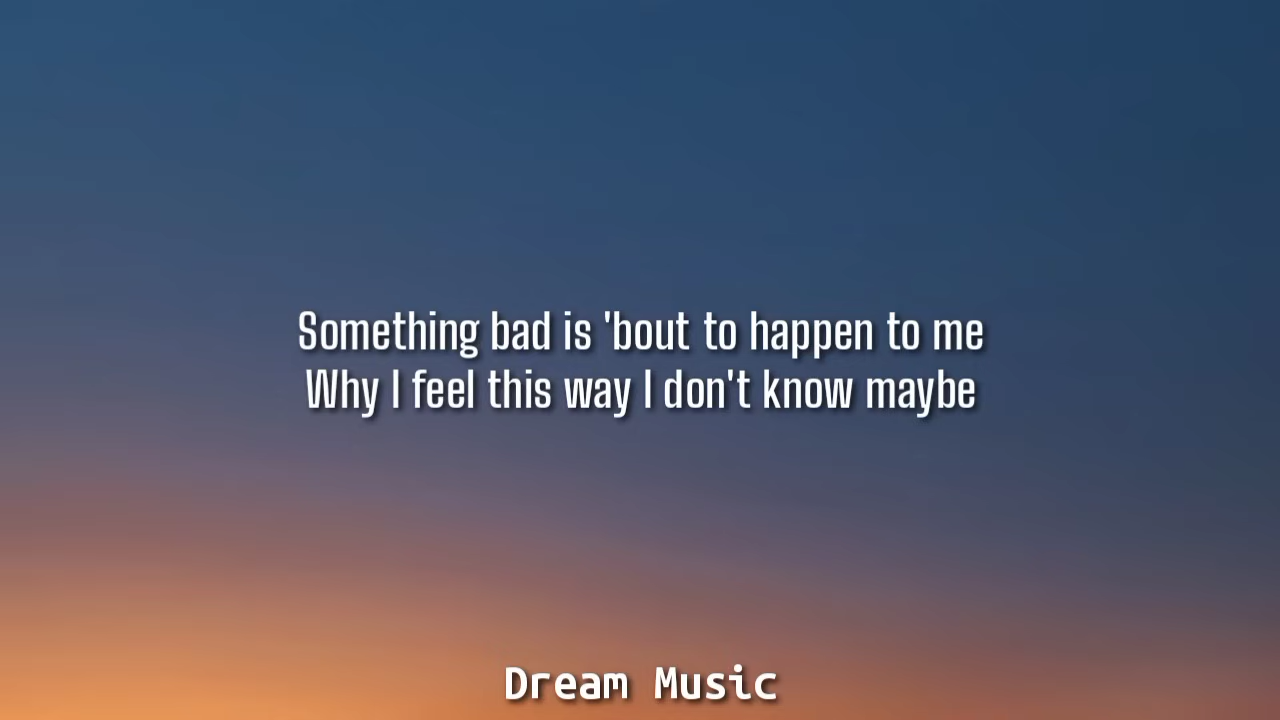 Something bad is 'bout to happen to me
Why I feel this way I don't know maybe
Dream Music